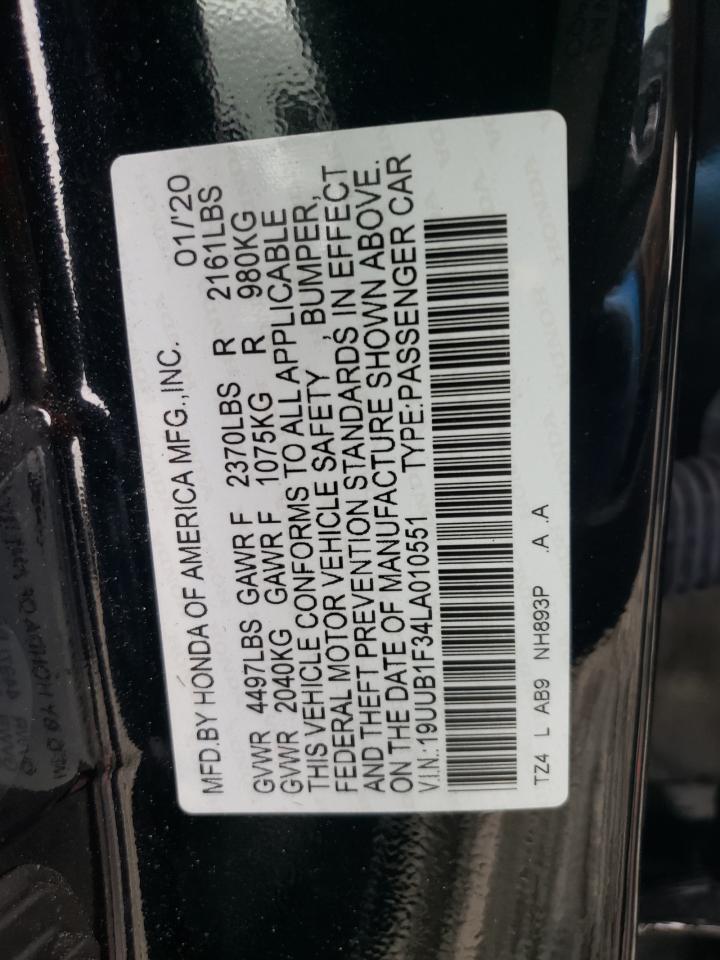 MFD.BY HONDA OF AMERICA MFG.,INC. 01/'20
GVWR 4497LBS GAWR F 2370LBS R 2161LBS
GVWR 2040KG GAWR F 1075KG R 980KG
THIS VEHICLE CONFORMS TO ALL APPLICABLE
FEDERAL MOTOR VEHICLE SAFETY , BUMPER,
AND THEFT PREVENTION STANDARDS IN EFFECT
ON THE DATE OF MANUFACTURE SHOWN ABOVE.
V.I.N.:19UUB1F34LA010551 TYPE:PASSENGER CAR
TZ4 L AB9 NH893P .A .A